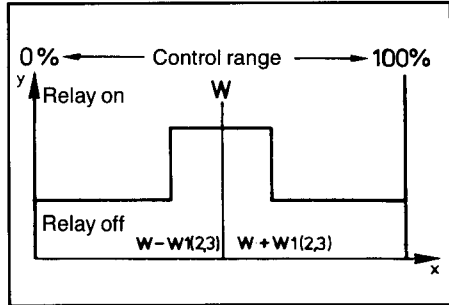 0% Control range 100%
y Relay on
W
Relay off
W–W1(2,3) W+W1(2,3)
x